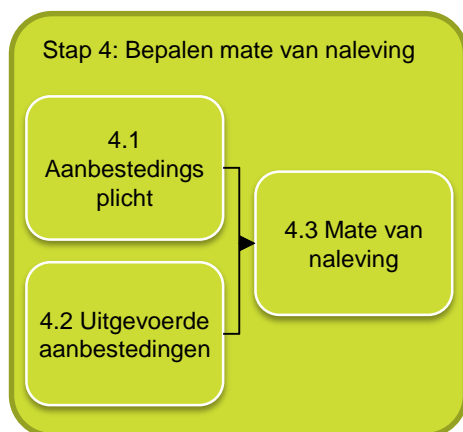 Stap 4: Bepalen mate van naleving
4.1
Aanbestedings
plicht
4.2 Uitgevoerde
aanbestedingen
4.3 Mate van
naleving